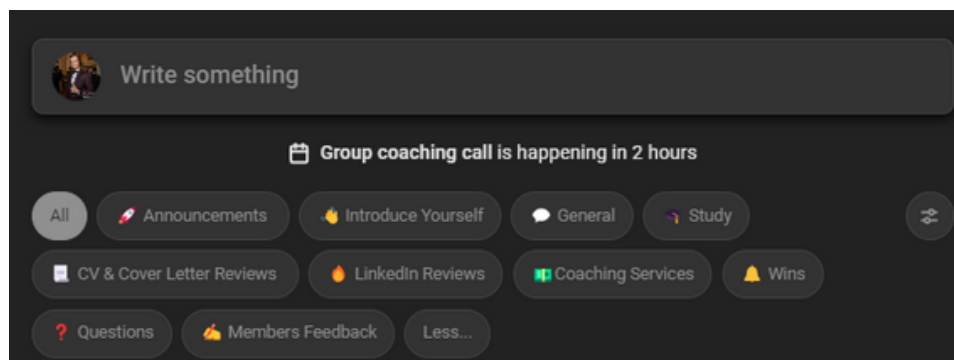 Write something
Group coaching call is happening in 2 hours
All 🚀 Announcements 👋 Introduce Yourself 💬 General 🎓 Study
📃 CV & Cover Letter Reviews 🔥 LinkedIn Reviews 💵 Coaching Services 🔔 Wins
❓ Questions ✍️ Members Feedback Less...